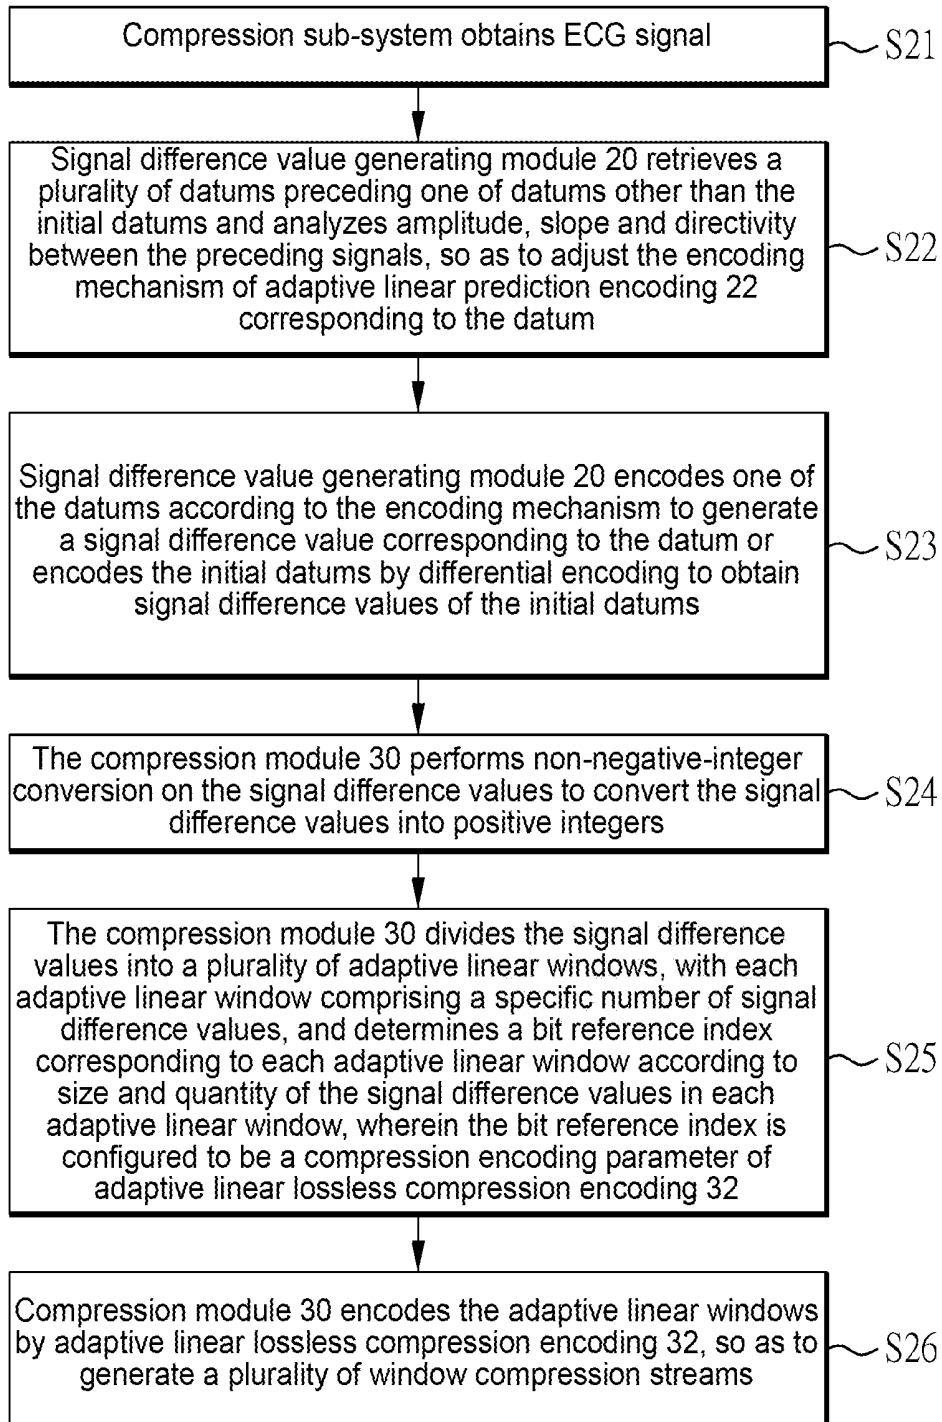 Compression sub-system obtains ECG signal
S21
Signal difference value generating module 20 retrieves a
plurality of datums preceding one of datums other than the
initial datums and analyzes amplitude, slope and directivity
between the preceding signals, so as to adjust the encoding
mechanism of adaptive linear prediction encoding 22
corresponding to the datum
S22
Signal difference value generating module 20 encodes one of
the datums according to the encoding mechanism to generate
a signal difference value corresponding to the datum or
encodes the initial datums by differential encoding to obtain
signal difference values of the initial datums
S23
The compression module 30 performs non-negative-integer
conversion on the signal difference values to convert the signal
difference values into positive integers
S24
The compression module 30 divides the signal difference
values into a plurality of adaptive linear windows, with each
adaptive linear window comprising a specific number of signal
difference values, and determines a bit reference index
corresponding to each adaptive linear window according to
size and quantity of the signal difference values in each
adaptive linear window, wherein the bit reference index is
configured to be a compression encoding parameter of
adaptive linear lossless compression encoding 32
S25
Compression module 30 encodes the adaptive linear windows
by adaptive linear lossless compression encoding 32, so as to
generate a plurality of window compression streams
S26